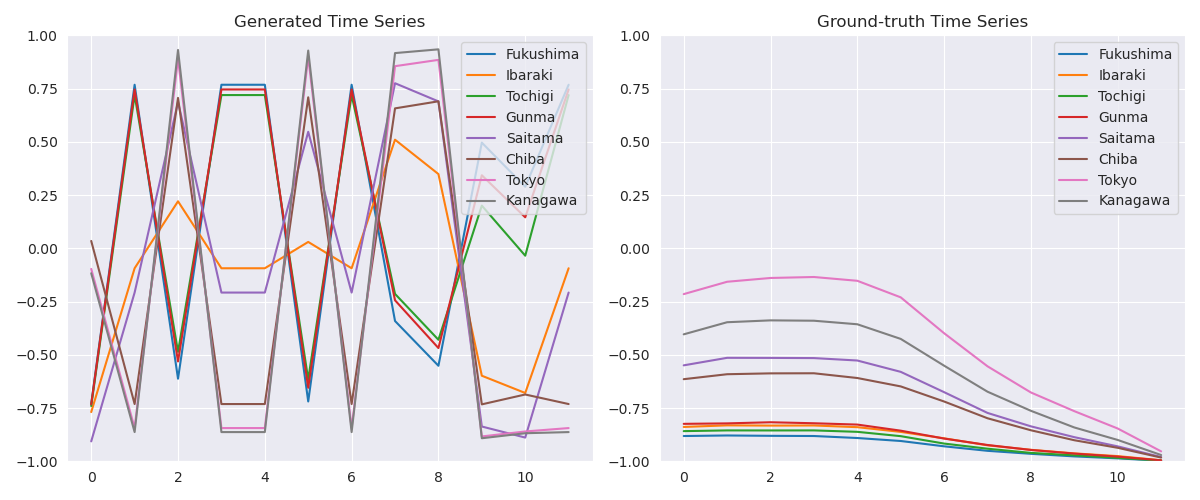 Generated Time Series
1.00
0.75
0.50
0.25
0.00
−0.25
−0.50
−0.75
−1.00
0 2 4 6 8 10
Fukushima
Ibaraki
Tochigi
Gunma
Saitama
Chiba
Tokyo
Kanagawa
Ground-truth Time Series
1.00
0.75
0.50
0.25
0.00
−0.25
−0.50
−0.75
−1.00
0 2 4 6 8 10
Fukushima
Ibaraki
Tochigi
Gunma
Saitama
Chiba
Tokyo
Kanagawa